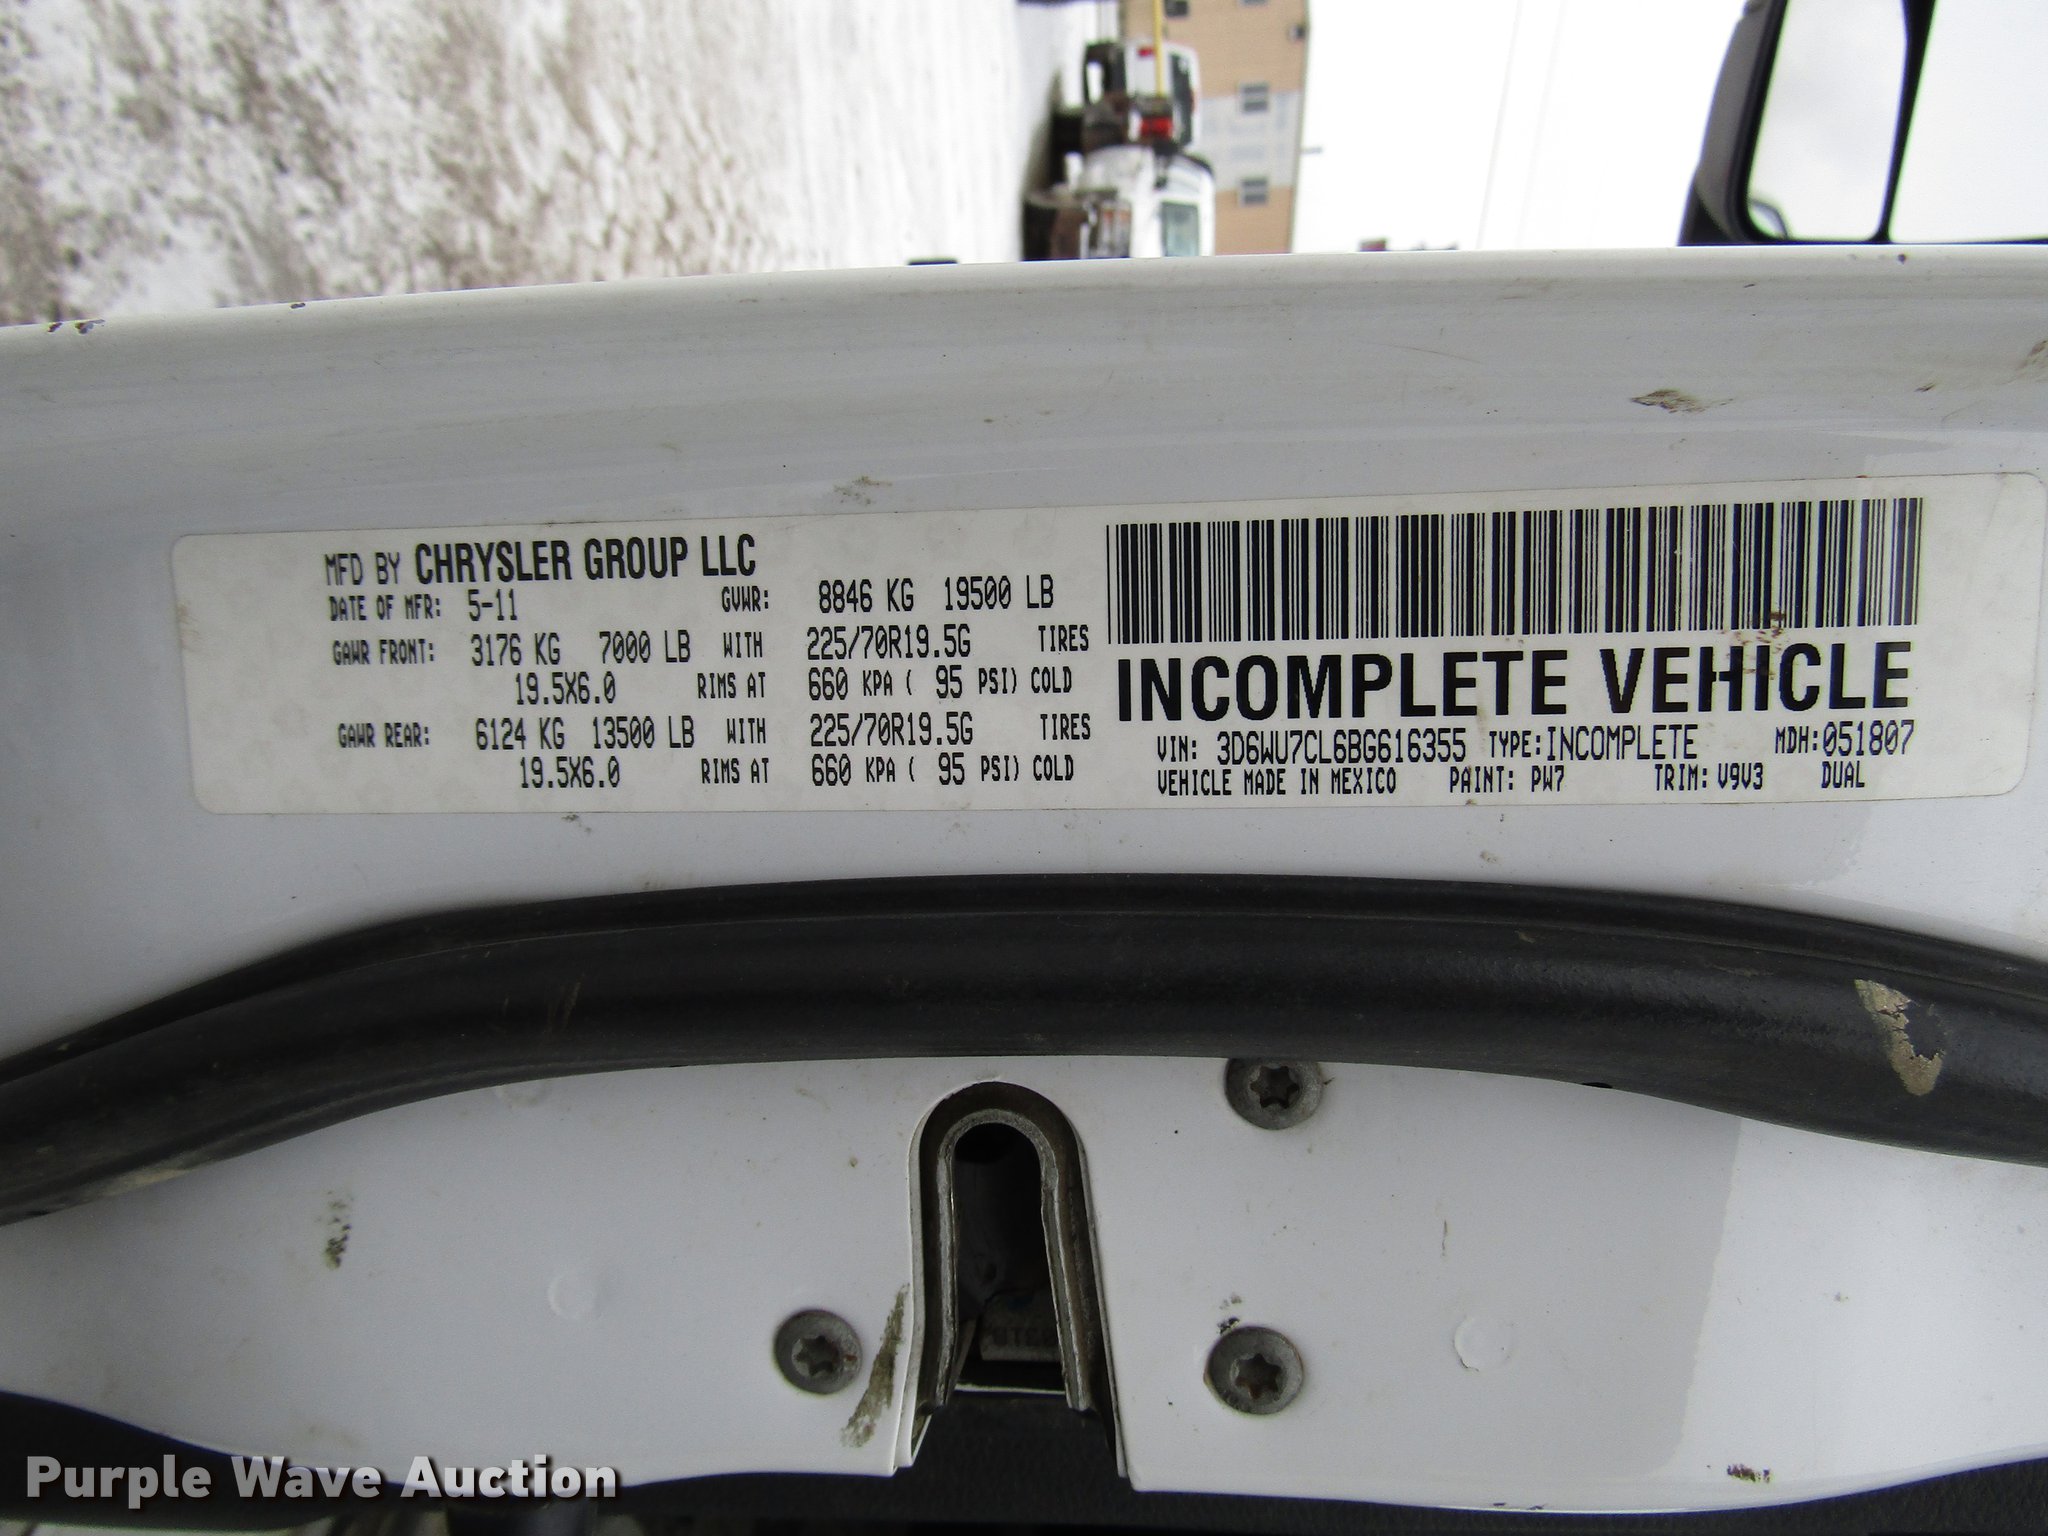 MFD BY CHRYSLER GROUP LLC
DATE OF MFR: 5-11 GVWR: 8846 KG 19500 LB
GAWR FRONT: 3176 KG 7000 LB WITH 225/70R19.5G TIRES
19.5X6.0 RIMS AT 660 KPA ( 95 PSI) COLD
GAWR REAR: 6124 KG 13500 LB WITH 225/70R19.5G TIRES
19.5X6.0 RIMS AT 660 KPA ( 95 PSI) COLD
INCOMPLETE VEHICLE
VIN: 3D6WU7CL6BG616355 TYPE:INCOMPLETE MDH:051807
VEHICLE MADE IN MEXICO PAINT: PW7 TRIM: V9V3 DUAL
Purple Wave Auction